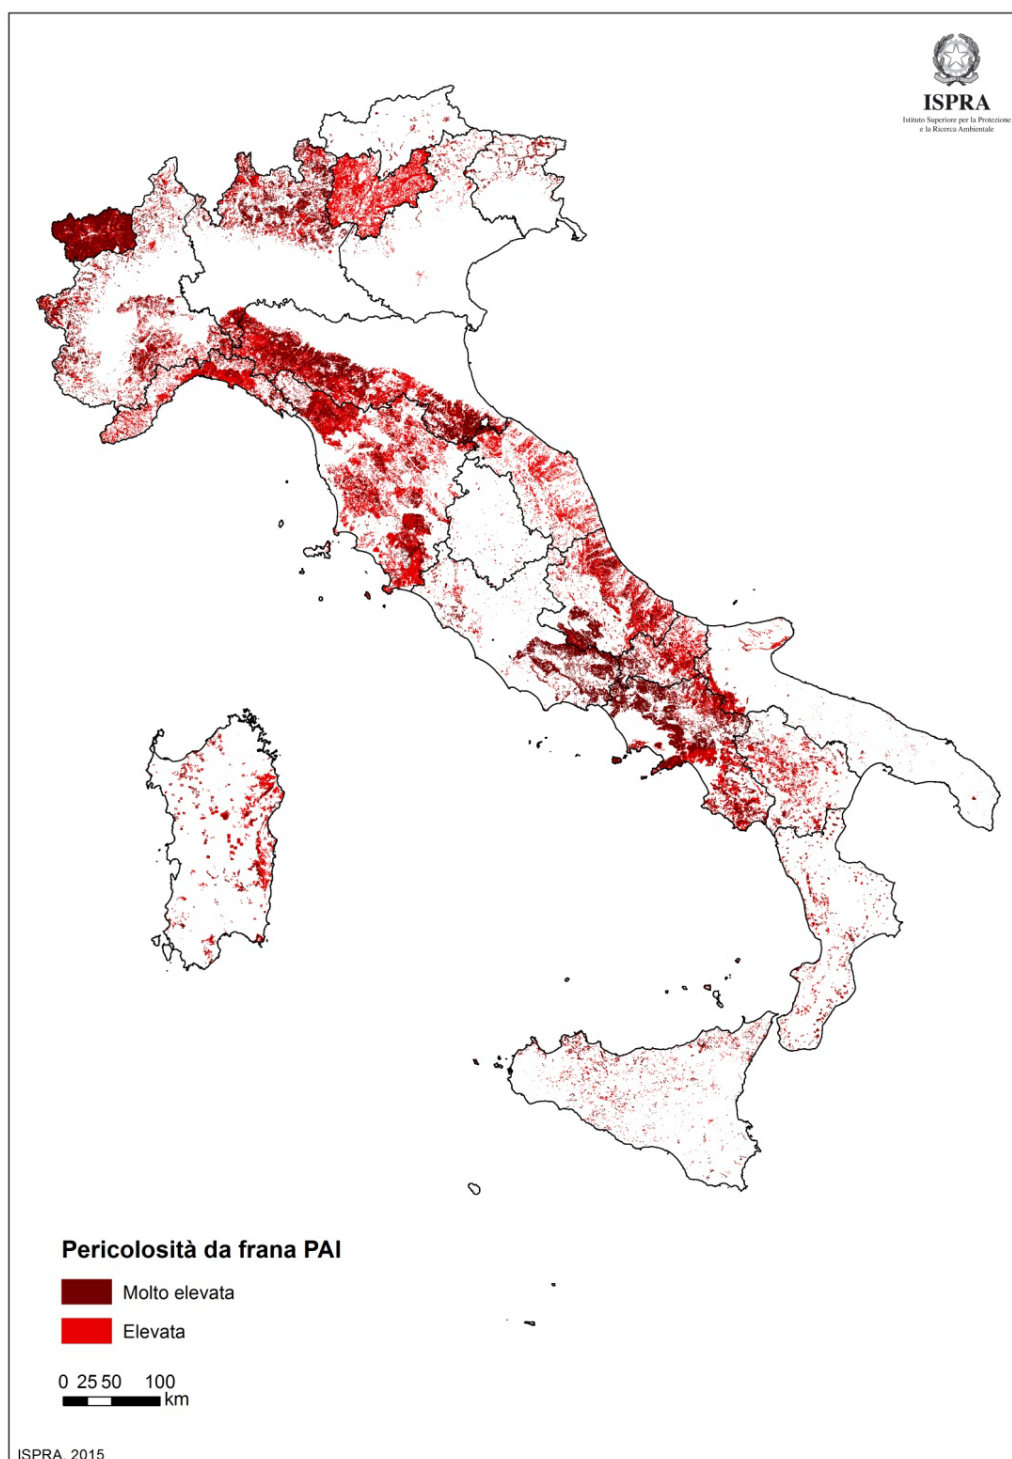 ISPRA
Istituto Superiore per la Protezione
e la Ricerca Ambientale
Pericolosità da frana PAI
Molto elevata
Elevata
0 25 50 100
km
ISPRA, 2015